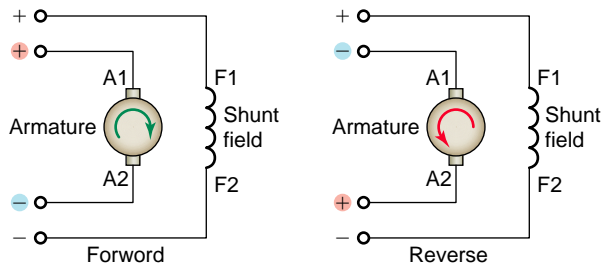 +
+
A1
F1
Armature
Shunt
field
A2
F2
−
−
Forword
+
−
A1
F1
Armature
Shunt
field
A2
F2
+
−
Reverse